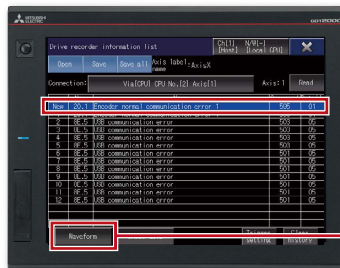 MITSUBISHI
ELECTRIC
GOT2000
Drive recorder information list
Ch[1] N/W[-]
[Host] [Local CPU]
Open Save Save all Axis label: AxisX
name
Connection: Via[CPU] CPU No.[2] Axis[1] Axis: 1 Read
New 20.1 Encoder normal communication error 1 505 01
2 8E.5 USB communication error 503 05
3 USB communication error 503 05
4 8E.5 USB communication error 503 05
5 8E.5 USB communication error 503 05
6 8E.5 USB communication error 501 05
7 8E.5 USB communication error 501 05
8 8E.5 USB communication error 501 05
9 8E.5 USB communication error 501 05
10 USB communication error 501 05
11 8E.5 USB communication error 501 05
12 8E.5 USB communication error 501 05
Waveform
setting history